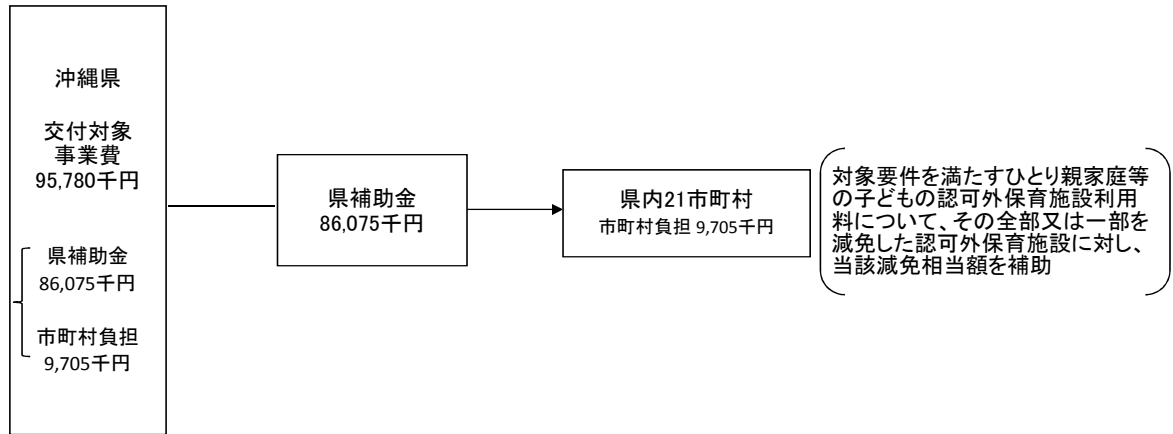 沖縄県
交付対象
事業費
95,780千円
県補助金
86,075千円
市町村負担
9,705千円
県補助金
86,075千円
県内21市町村
市町村負担 9,705千円
対象要件を満たすひとり親家庭等
の子どもの認可外保育施設利用
料について、その全部又は一部を
減免した認可外保育施設に対し、
当該減免相当額を補助